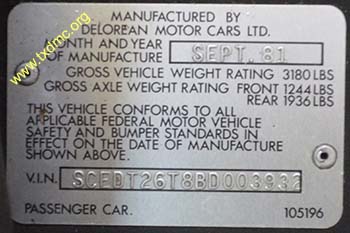 www.txdmc.org
MANUFACTURED BY
DELOREAN MOTOR CARS LTD.
MONTH AND YEAR
OF MANUFACTURE SEPT. 81
GROSS VEHICLE WEIGHT RATING 3180 LBS
GROSS AXLE WEIGHT RATING FRONT 1244 LBS
REAR 1936 LBS
THIS VEHICLE CONFORMS TO ALL
APPLICABLE FEDERAL MOTOR VEHICLE
SAFETY AND BUMPER STANDARDS IN
EFFECT ON THE DATE OF MANUFACTURE
SHOWN ABOVE.
V.I.N. SCEDT26T8BD003937
PASSENGER CAR. 105196